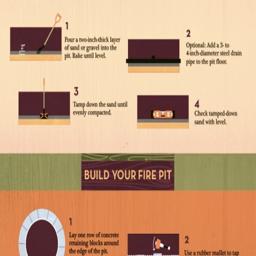 1
Pour a two-inch-thick layer
of sand or gravel into the
pit. Rake until level.
2
Optional: Add a 3- to
4-inch-diameter steel drain
pipe to the pit floor.
3
Tamp down the sand until
evenly compacted.
4
Check tamped-down
sand with level.
BUILD YOUR FIRE PIT
1
Lay one row of concrete
retaining blocks around
the edge of the pit.
2
Use a rubber mallet to tap